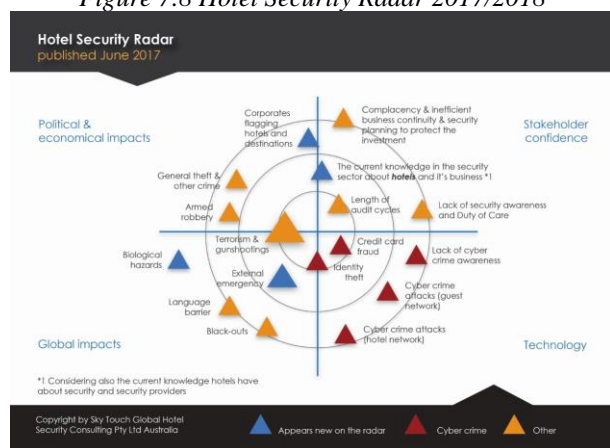 Figure 7.8 Hotel Security Radar 2017/2018
Hotel Security Radar
published June 2017
Political &
economical impacts
Corporates
flagging
hotels and
destinations
Complacency & inefficient
business continuity & security
planning to protect the
investment
Stakeholder
confidence
The current knowledge in the security
sector about hotels and it's business *1
General theft &
other crime
Armed
robbery
Length of
audit cycles
Lack of security awareness
and Duty of Care
Terrorism &
gunshootings
Credit card
fraud
Identity
theft
Lack of cyber
crime awareness
Biological
hazards
External
emergency
Cyber crime
attacks (guest
network)
Language
barrier
Black-outs
Cyber crime attacks
(hotel network)
Global impacts
Technology
*1 Considering also the current knowledge hotels have
about security and security providers
Copyright by Sky Touch Global Hotel
Security Consulting Pty Ltd Australia
Appears new on the radar
Cyber crime
Other